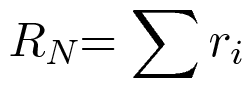 R_N = ∑ r_i